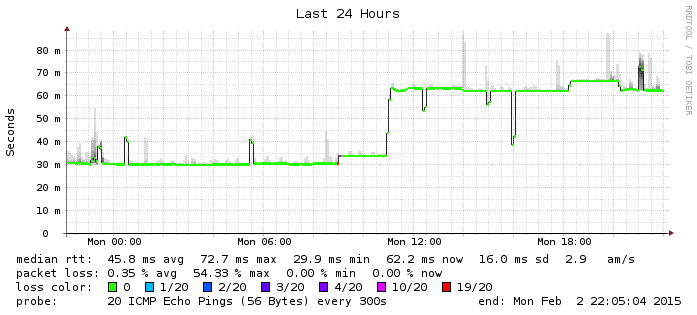 Last 24 Hours
RRDTOOL / TOBI OETIKER
Seconds
80 m
70 m
60 m
50 m
40 m
30 m
20 m
10 m
0
Mon 00:00 Mon 06:00 Mon 12:00 Mon 18:00
median rtt: 45.8 ms avg 72.7 ms max 29.9 ms min 62.2 ms now 16.0 ms sd 2.9 am/s
packet loss: 0.35 % avg 54.33 % max 0.00 % min 0.00 % now
loss color: 0 1/20 2/20 3/20 4/20 10/20 19/20
probe: 20 ICMP Echo Pings (56 Bytes) every 300s end: Mon Feb 2 22:05:04 2015